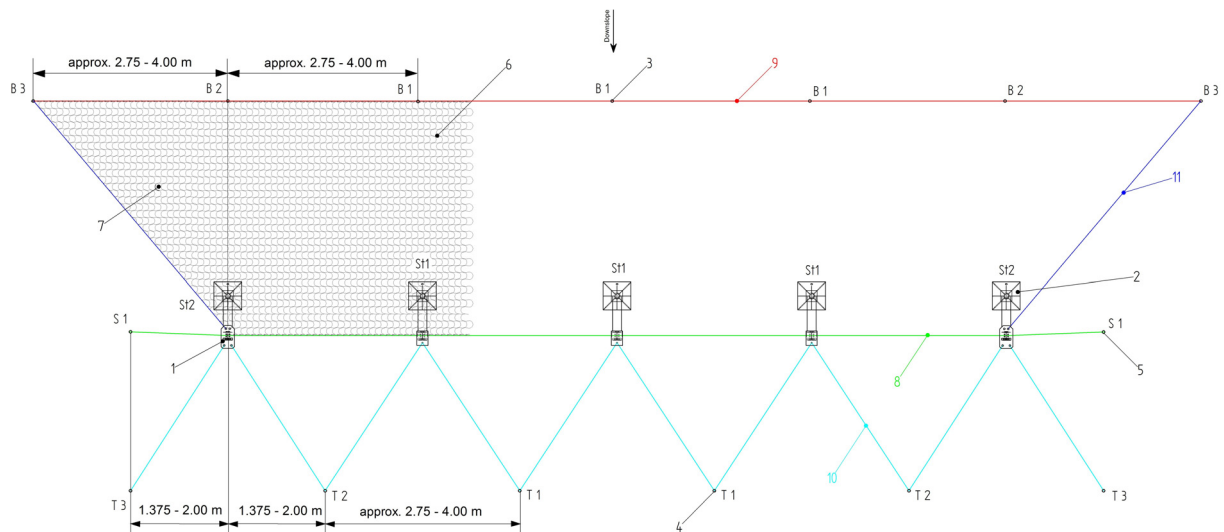 Downslope
approx. 2.75 - 4.00 m
approx. 2.75 - 4.00 m
6
3
9
B 3
B 2
B 1
B 1
B 1
B 2
B 3
11
7
St2
St1
St1
St1
St2
2
S 1
S 1
1
8
5
10
T 3
T 2
T 1
T 1
T 2
T 3
4
1.375 - 2.00 m
1.375 - 2.00 m
approx. 2.75 - 4.00 m